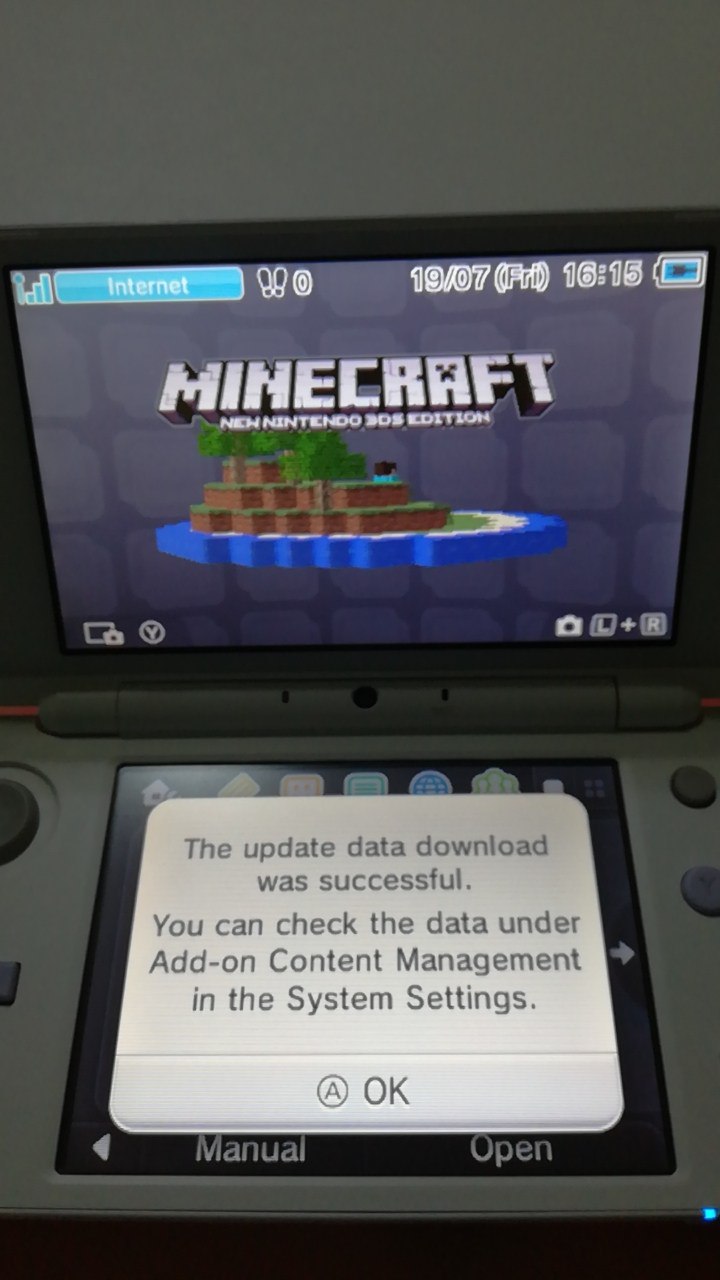 Internet 0 19/07 (Fri) 16:15
MINECRAFT
NEW NINTENDO 3DS EDITION
Y L + R
The update data download
was successful.
You can check the data under
Add-on Content Management
in the System Settings.
A OK
Manual Open
Y